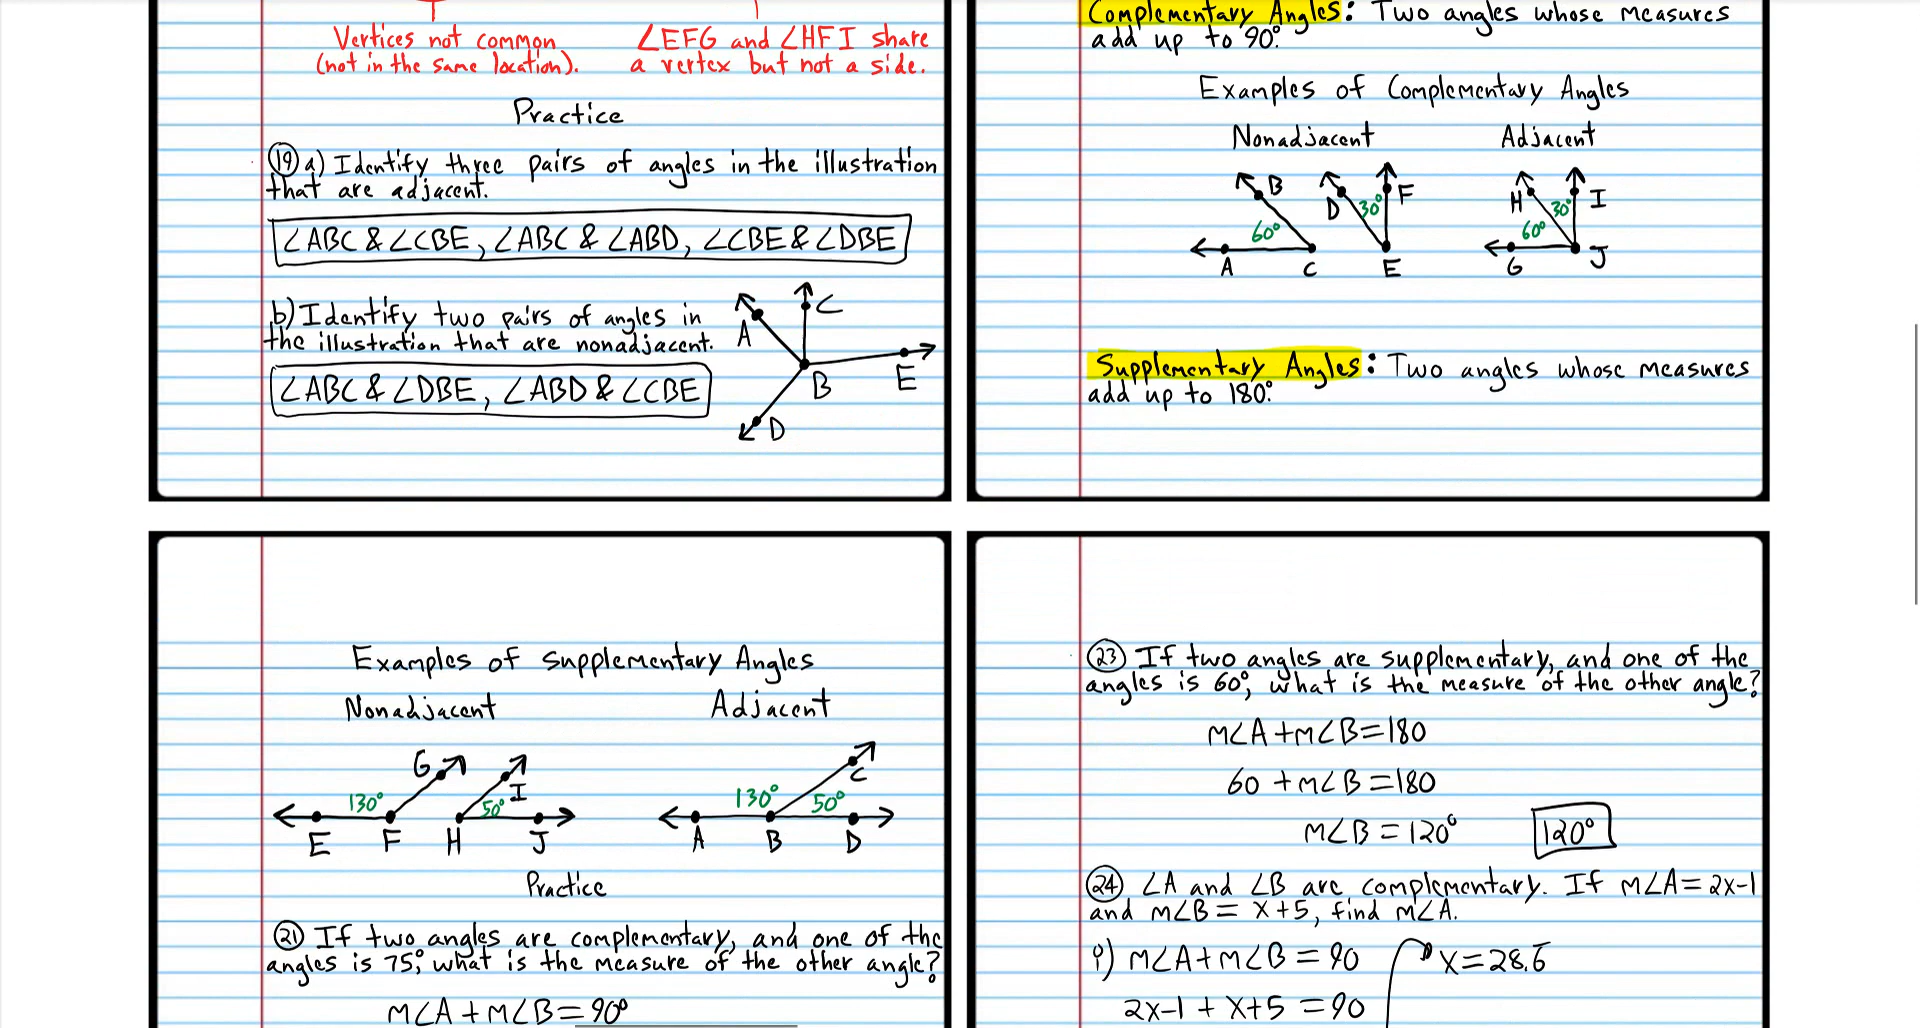 Vertices not common
(not in the same location).
∠EFG and ∠HFI share
a vertex but not a side.
Practice
19 a) Identify three pairs of angles in the illustration
that are adjacent.
∠ABC & ∠CBE, ∠ABC & ∠ABD, ∠CBE & ∠DBE
b) Identify two pairs of angles in
the illustration that are nonadjacent.
∠ABC & ∠DBE, ∠ABD & ∠CBE
A
C
B
E
D
Complementary Angles: Two angles whose measures
add up to 90°.
Examples of Complementary Angles
Nonadjacent
Adjacent
B
D
30°
F
60°
A
C
E
H
30°
I
60°
G
J
Supplementary Angles: Two angles whose measures
add up to 180°.
Examples of Supplementary Angles
Nonadjacent
Adjacent
G
130°
I
50°
E
F
H
J
C
130°
50°
A
B
D
Practice
21 If two angles are complementary, and one of the
angles is 75°, what is the measure of the other angle?
m∠A + m∠B = 90°
23 If two angles are supplementary, and one of the
angles is 60°, what is the measure of the other angle?
m∠A + m∠B = 180
60 + m∠B = 180
m∠B = 120°
120°
24 ∠A and ∠B are complementary. If m∠A = 2x-1
and m∠B = x+5, find m∠A.
i) m∠A + m∠B = 90
x = 28.6̅
2x-1 + x+5 = 90